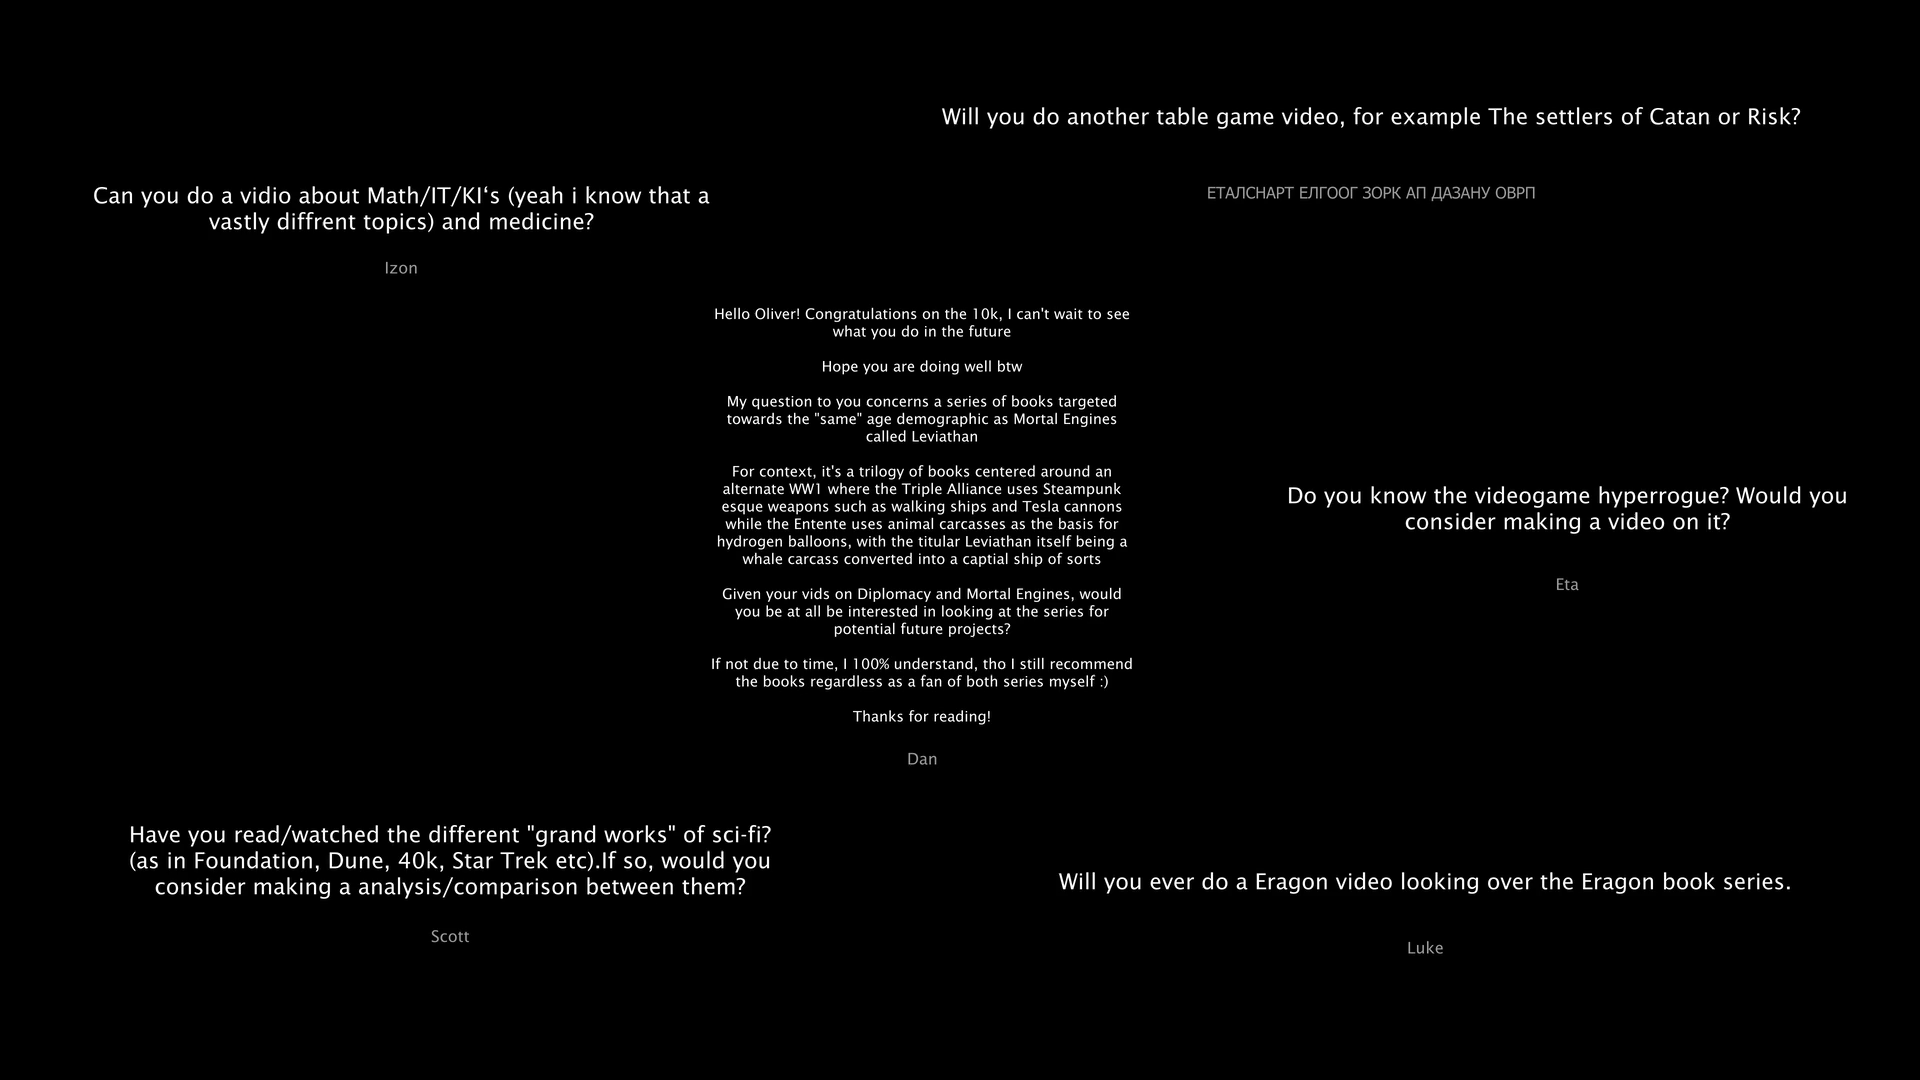 Will you do another table game video, for example The settlers of Catan or Risk?
ЕТАЛСНАРТ ЕЛГООГ ЗОРК АП ДАЗАНУ ОВРП
Can you do a vidio about Math/IT/KI‘s (yeah i know that a
vastly diffrent topics) and medicine?
Izon
Hello Oliver! Congratulations on the 10k, I can't wait to see
what you do in the future
Hope you are doing well btw
My question to you concerns a series of books targeted
towards the "same" age demographic as Mortal Engines
called Leviathan
For context, it's a trilogy of books centered around an
alternate WW1 where the Triple Alliance uses Steampunk
esque weapons such as walking ships and Tesla cannons
while the Entente uses animal carcasses as the basis for
hydrogen balloons, with the titular Leviathan itself being a
whale carcass converted into a captial ship of sorts
Given your vids on Diplomacy and Mortal Engines, would
you be at all be interested in looking at the series for
potential future projects?
If not due to time, I 100% understand, tho I still recommend
the books regardless as a fan of both series myself :)
Thanks for reading!
Dan
Do you know the videogame hyperrogue? Would you
consider making a video on it?
Eta
Have you read/watched the different "grand works" of sci-fi?
(as in Foundation, Dune, 40k, Star Trek etc).If so, would you
consider making a analysis/comparison between them?
Scott
Will you ever do a Eragon video looking over the Eragon book series.
Luke